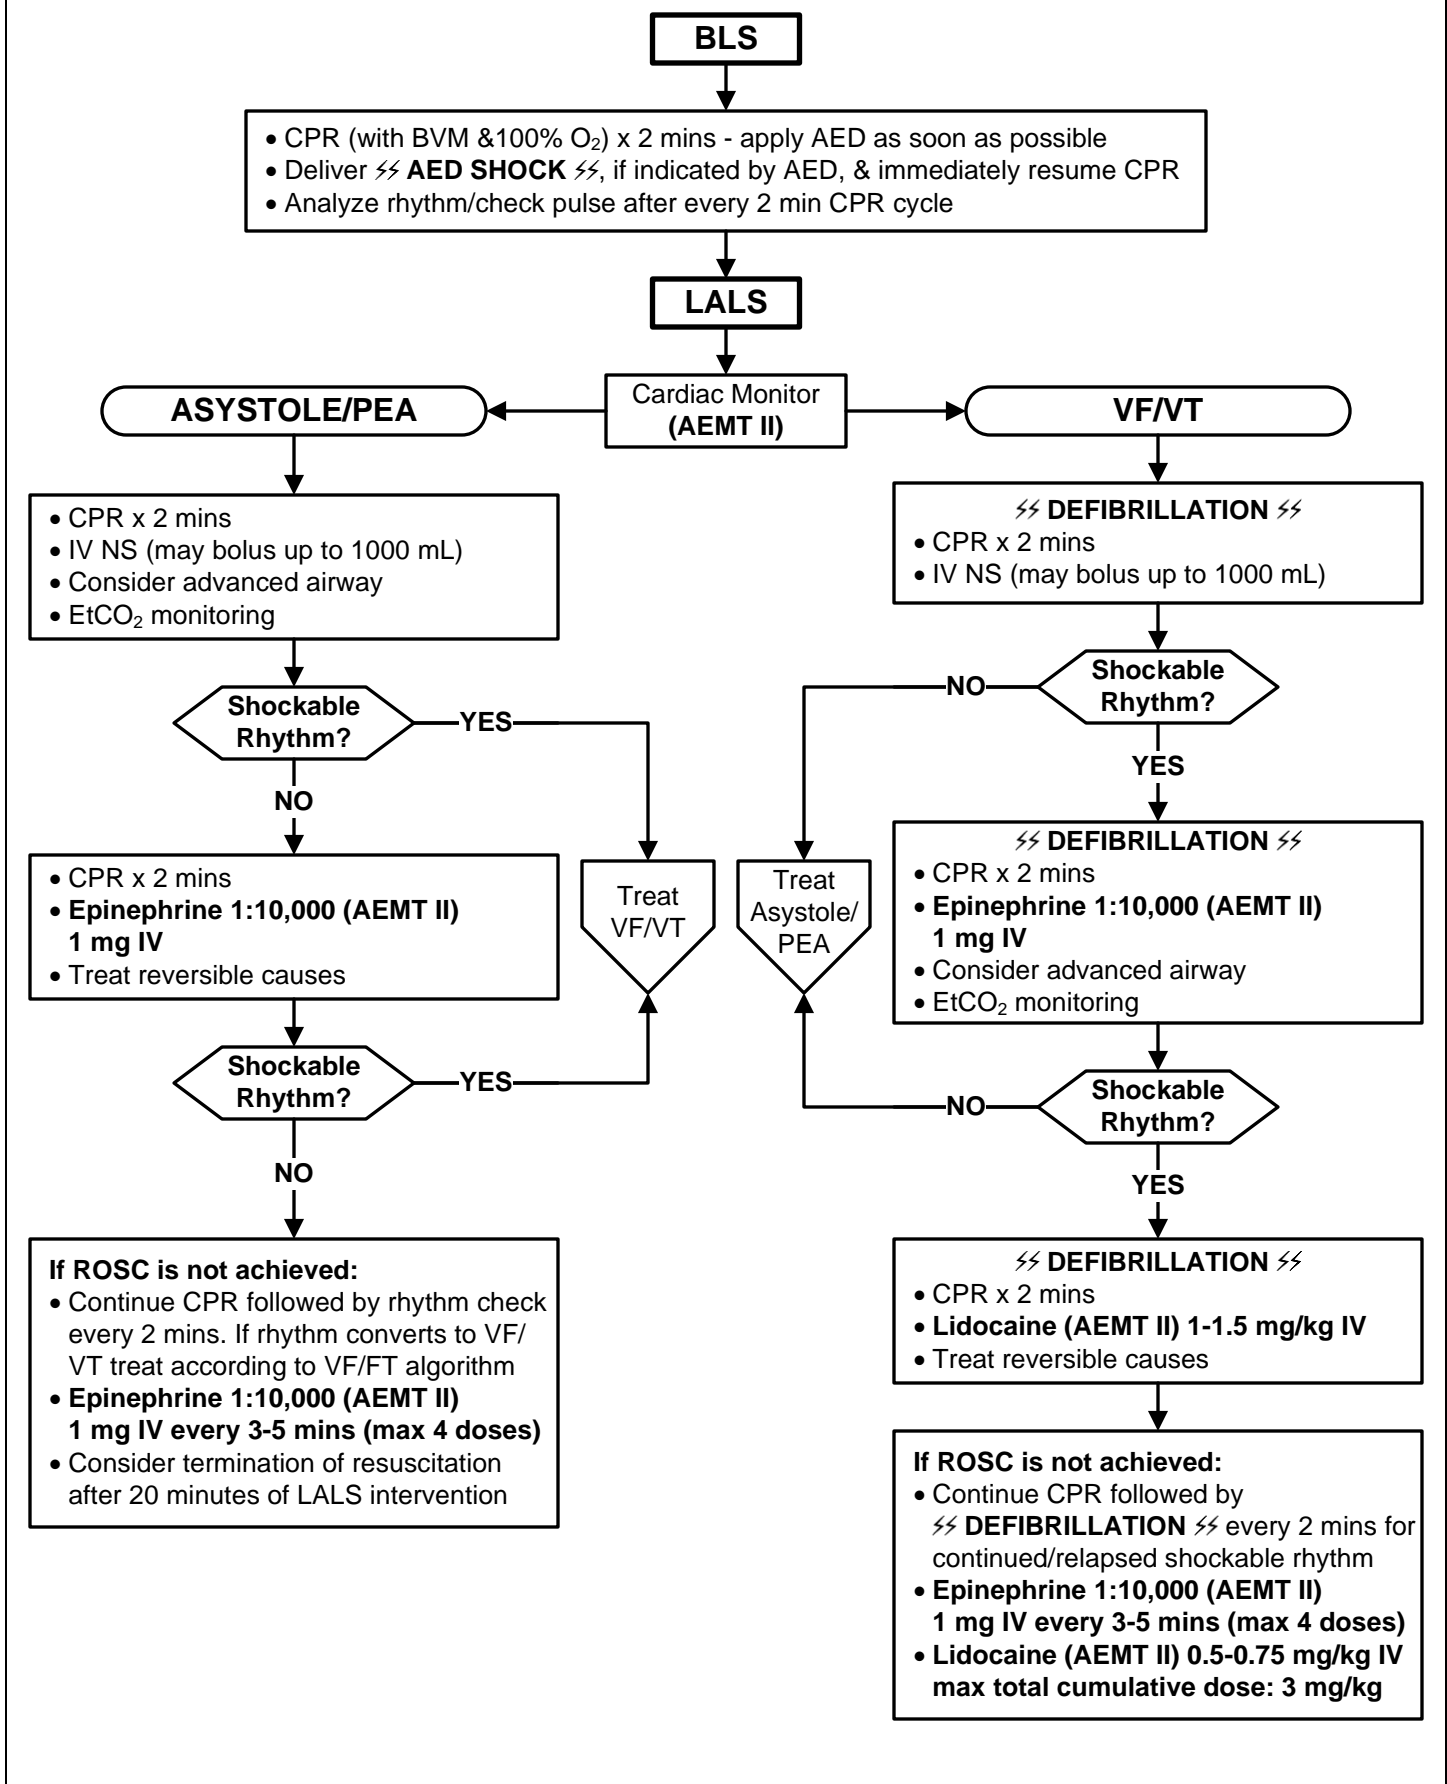 BLS
• CPR (with BVM &100% O₂) x 2 mins - apply AED as soon as possible
• Deliver ⚡⚡ AED SHOCK ⚡⚡, if indicated by AED, & immediately resume CPR
• Analyze rhythm/check pulse after every 2 min CPR cycle
LALS
Cardiac Monitor
(AEMT II)
ASYSTOLE/PEA
• CPR x 2 mins
• IV NS (may bolus up to 1000 mL)
• Consider advanced airway
• EtCO₂ monitoring
Shockable
Rhythm?
YES
NO
• CPR x 2 mins
• Epinephrine 1:10,000 (AEMT II)
1 mg IV
• Treat reversible causes
Shockable
Rhythm?
YES
NO
If ROSC is not achieved:
• Continue CPR followed by rhythm check
every 2 mins. If rhythm converts to VF/
VT treat according to VF/FT algorithm
• Epinephrine 1:10,000 (AEMT II)
1 mg IV every 3-5 mins (max 4 doses)
• Consider termination of resuscitation
after 20 minutes of LALS intervention
Treat
VF/VT
Treat
Asystole/
PEA
VF/VT
⚡⚡ DEFIBRILLATION ⚡⚡
• CPR x 2 mins
• IV NS (may bolus up to 1000 mL)
Shockable
Rhythm?
NO
YES
⚡⚡ DEFIBRILLATION ⚡⚡
• CPR x 2 mins
• Epinephrine 1:10,000 (AEMT II)
1 mg IV
• Consider advanced airway
• EtCO₂ monitoring
Shockable
Rhythm?
NO
YES
⚡⚡ DEFIBRILLATION ⚡⚡
• CPR x 2 mins
• Lidocaine (AEMT II) 1-1.5 mg/kg IV
• Treat reversible causes
If ROSC is not achieved:
• Continue CPR followed by
⚡⚡ DEFIBRILLATION ⚡⚡ every 2 mins for
continued/relapsed shockable rhythm
• Epinephrine 1:10,000 (AEMT II)
1 mg IV every 3-5 mins (max 4 doses)
• Lidocaine (AEMT II) 0.5-0.75 mg/kg IV
max total cumulative dose: 3 mg/kg